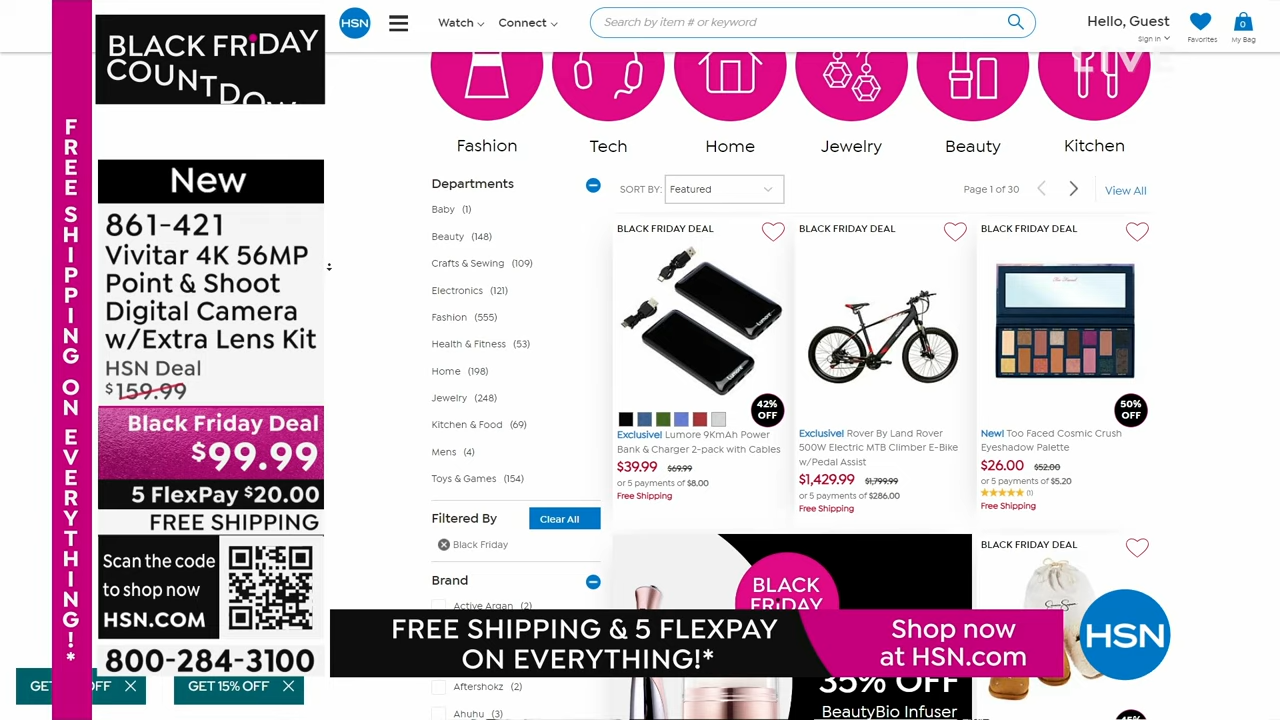 BLACK FRiDAY
COUNTDOW
FREE SHIPPING ON EVERYTHING!*
New
861-421
Vivitar 4K 56MP
Point & Shoot
Digital Camera
w/Extra Lens Kit
HSN Deal
$159.99
Black Friday Deal
$99.99
5 FlexPay $20.00
FREE SHIPPING
Scan the code
to shop now
HSN.COM
800-284-3100
GET
OFF
GET 15% OFF
HSN
Watch
Connect
Search by item # or keyword
Hello, Guest
Sign in
Favorites
0
My Bag
LIVE
Fashion
Tech
Home
Jewelry
Beauty
Kitchen
Departments
Baby (1)
Beauty (148)
Crafts & Sewing (109)
Electronics (121)
Fashion (555)
Health & Fitness (53)
Home (198)
Jewelry (248)
Kitchen & Food (69)
Mens (4)
Toys & Games (154)
Filtered By
Clear All
Black Friday
Brand
Active Argan (2)
Aftershokz (2)
Ahuhu (3)
SORT BY:
Featured
Page 1 of 30
View All
BLACK FRIDAY DEAL
42%
OFF
Exclusive! Lumore 9KmAh Power
Bank & Charger 2-pack with Cables
$39.99 $69.99
or 5 payments of $8.00
Free Shipping
BLACK FRIDAY DEAL
Exclusive! Rover By Land Rover
500W Electric MTB Climber E-Bike
w/Pedal Assist
$1,429.99 $1,799.99
or 5 payments of $286.00
Free Shipping
BLACK FRIDAY DEAL
50%
OFF
New! Too Faced Cosmic Crush
Eyeshadow Palette
$26.00 $52.00
or 5 payments of $5.20
(1)
Free Shipping
BLACK
FRiDAY
35% OFF
BeautyBio Infuser
BLACK FRIDAY DEAL
45%
FREE SHIPPING & 5 FLEXPAY
ON EVERYTHING!*
Shop now
at HSN.com
HSN